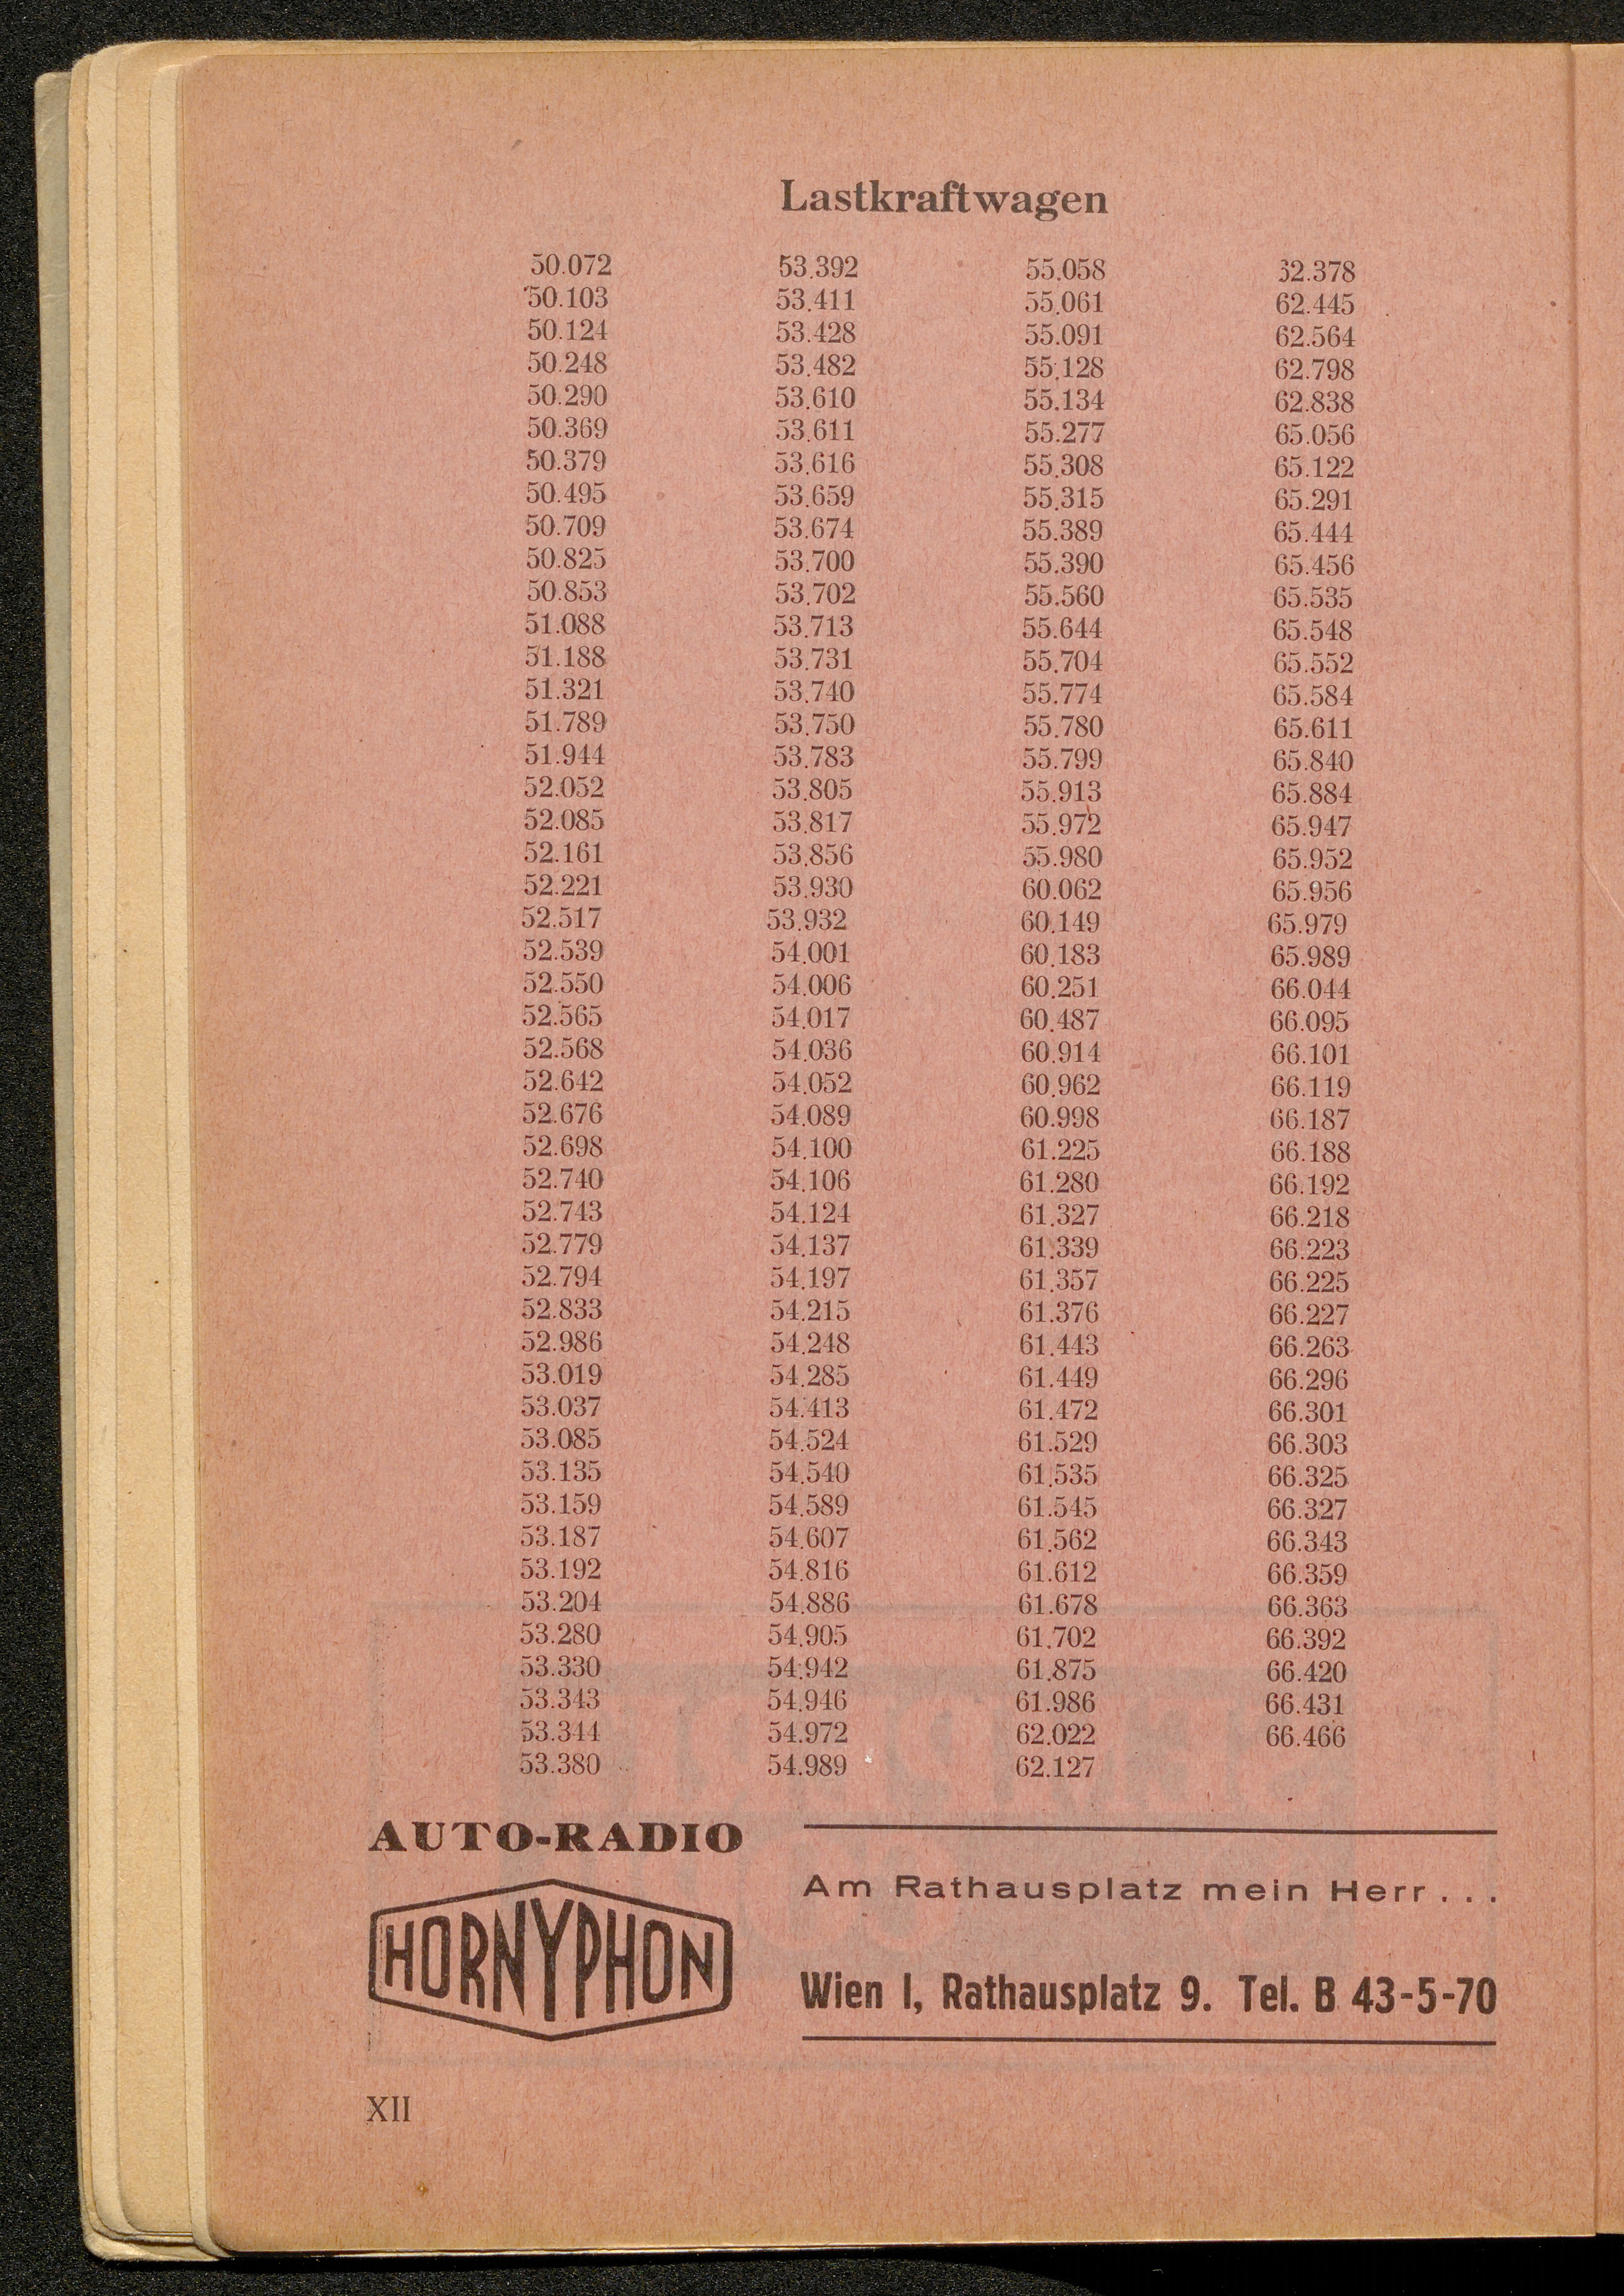 Lastkraftwagen
50.072 53.392 55.058 62.378
50.103 53.411 55.061 62.445
50.124 53.428 55.091 62.564
50.248 53.482 55.128 62.798
50.290 53.610 55.134 62.838
50.369 53.611 55.277 65.056
50.379 53.616 55.308 65.122
50.495 53.659 55.315 65.291
50.709 53.674 55.389 65.444
50.825 53.700 55.390 65.456
50.853 53.702 55.560 65.535
51.088 53.713 55.644 65.548
51.188 53.731 55.704 65.552
51.321 53.740 55.774 65.584
51.789 53.750 55.780 65.611
51.944 53.783 55.799 65.840
52.052 53.805 55.913 65.884
52.085 53.817 55.972 65.947
52.161 53.856 55.980 65.952
52.221 53.930 60.062 65.956
52.517 53.932 60.149 65.979
52.539 54.001 60.183 65.989
52.550 54.006 60.251 66.044
52.565 54.017 60.487 66.095
52.568 54.036 60.914 66.101
52.642 54.052 60.962 66.119
52.676 54.089 60.998 66.187
52.698 54.100 61.225 66.188
52.740 54.106 61.280 66.192
52.743 54.124 61.327 66.218
52.779 54.137 61.339 66.223
52.794 54.197 61.357 66.225
52.833 54.215 61.376 66.227
52.986 54.248 61.443 66.263
53.019 54.285 61.449 66.296
53.037 54.413 61.472 66.301
53.085 54.524 61.529 66.303
53.135 54.540 61.535 66.325
53.159 54.589 61.545 66.327
53.187 54.607 61.562 66.343
53.192 54.816 61.612 66.359
53.204 54.886 61.678 66.363
53.280 54.905 61.702 66.392
53.330 54.942 61.875 66.420
53.343 54.946 61.986 66.431
53.344 54.972 62.022 66.466
53.380 54.989 62.127
AUTO-RADIO
HORNYPHON
Am Rathausplatz mein Herr...
Wien I, Rathausplatz 9. Tel. B 43-5-70
XII